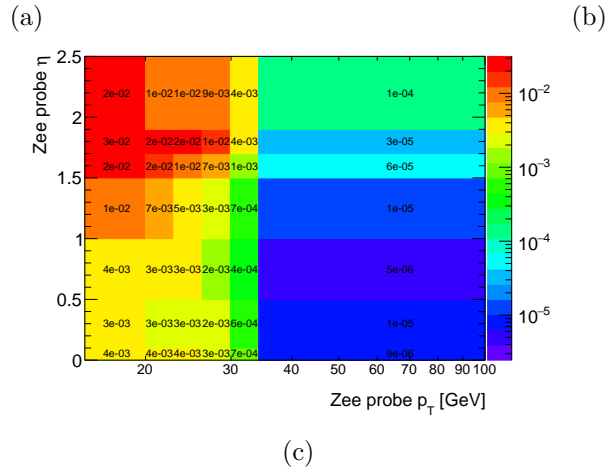 (a) (b)
Zee probe η
2.5
2e-02 1e-02 1e-02 9e-03 4e-03 1e-04
10⁻²
2
3e-02 2e-02 2e-02 1e-02 4e-03 3e-05
2e-02 2e-02 1e-02 7e-03 1e-03 6e-05
10⁻³
1.5
1e-02 7e-03 5e-03 3e-03 7e-04 1e-05
1
10⁻⁴
4e-03 3e-03 3e-03 2e-03 4e-04 5e-06
0.5
10⁻⁵
3e-03 3e-03 3e-03 2e-03 6e-04 1e-05
4e-03 4e-03 4e-03 3e-03 7e-04 9e-06
0
20 30 40 50 60 70 80 90 100
Zee probe p_T [GeV]
(c)